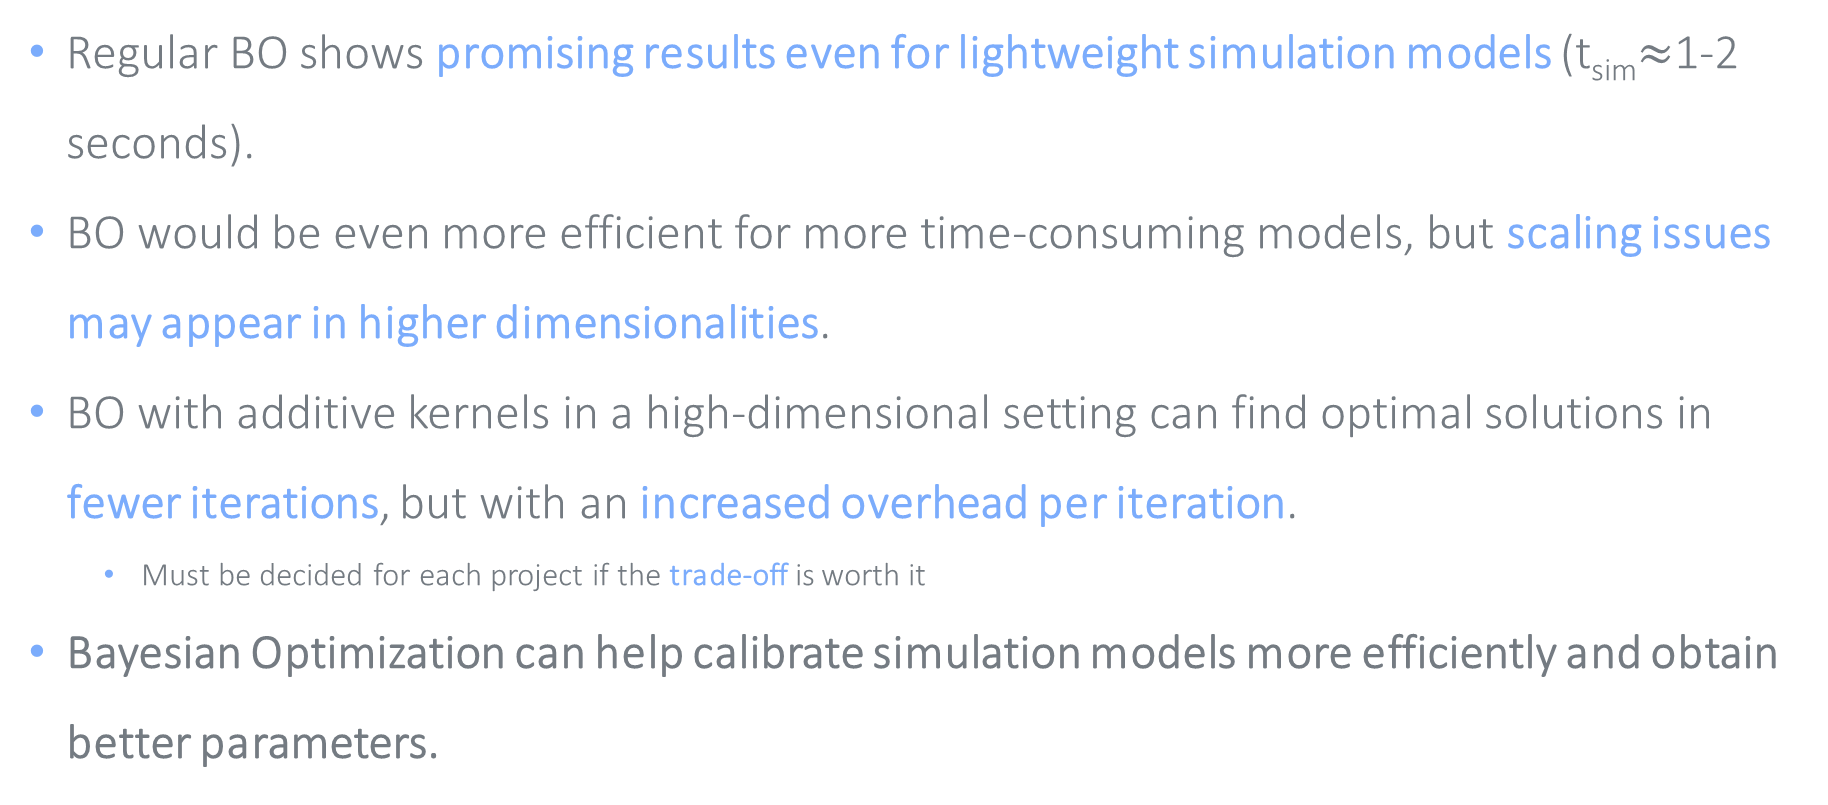 • Regular BO shows promising results even for lightweight simulation models (tsim≈1-2
seconds).
• BO would be even more efficient for more time-consuming models, but scaling issues
may appear in higher dimensionalities.
• BO with additive kernels in a high-dimensional setting can find optimal solutions in
fewer iterations, but with an increased overhead per iteration.
• Must be decided for each project if the trade-off is worth it
• Bayesian Optimization can help calibrate simulation models more efficiently and obtain
better parameters.